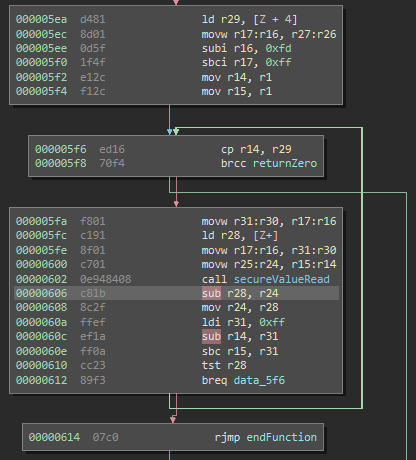 000005ea d481 ld r29, [Z + 4]
000005ec 8d01 movw r17:r16, r27:r26
000005ee 0d5f subi r16, 0xfd
000005f0 1f4f sbci r17, 0xff
000005f2 e12c mov r14, r1
000005f4 f12c mov r15, r1
000005f6 ed16 cp r14, r29
000005f8 70f4 brcc returnZero
000005fa f801 movw r31:r30, r17:r16
000005fc c191 ld r28, [Z+]
000005fe 8f01 movw r17:r16, r31:r30
00000600 c701 movw r25:r24, r15:r14
00000602 0e948408 call secureValueRead
00000606 c81b sub r28, r24
00000608 8c2f mov r24, r28
0000060a ffef ldi r31, 0xff
0000060c ef1a sub r14, r31
0000060e ff0a sbc r15, r31
00000610 cc23 tst r28
00000612 89f3 breq data_5f6
00000614 07c0 rjmp endFunction